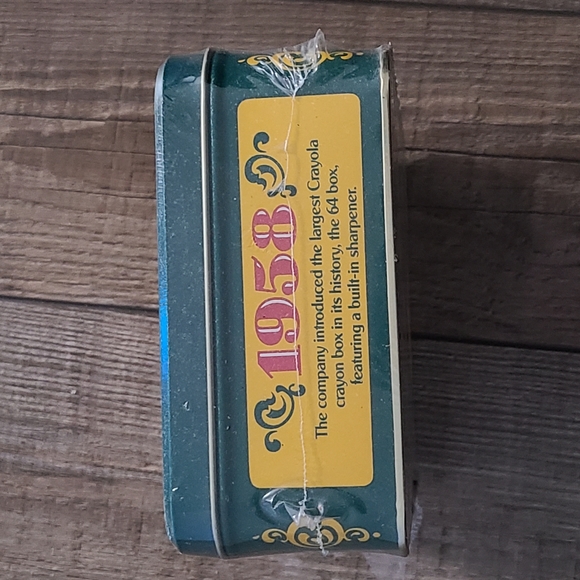 1958
The company introduced the largest Crayola
crayon box in its history, the 64 box,
featuring a built-in sharpener.